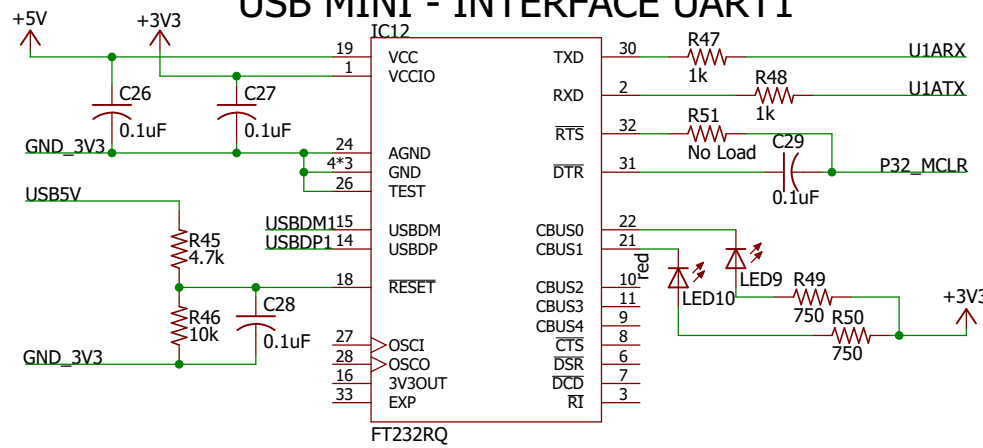 USB MINI - INTERFACE UART1
+5V
+3V3
IC12
19 VCC
1 VCCIO
C26
0.1uF
C27
0.1uF
GND_3V3
24 AGND
4*3 GND
26 TEST
USB5V
USBDM1 15 USBDM
USBDP1 14 USBDP
R45
4.7k
18 RESET
R46
10k
C28
0.1uF
GND_3V3
27 OSCI
28 OSCO
16 3V3OUT
33 EXP
FT232RQ
TXD 30
R47
1k
U1ARX
RXD 2
R48
1k
U1ATX
RTS 32
R51
No Load
DTR 31
C29
0.1uF
P32_MCLR
CBUS0 22
CBUS1 21
red
LED10
LED9
CBUS2 10
CBUS3 11
CBUS4 9
CTS 8
DSR 6
DCD 7
RI 3
R49
750
R50
750
+3V3